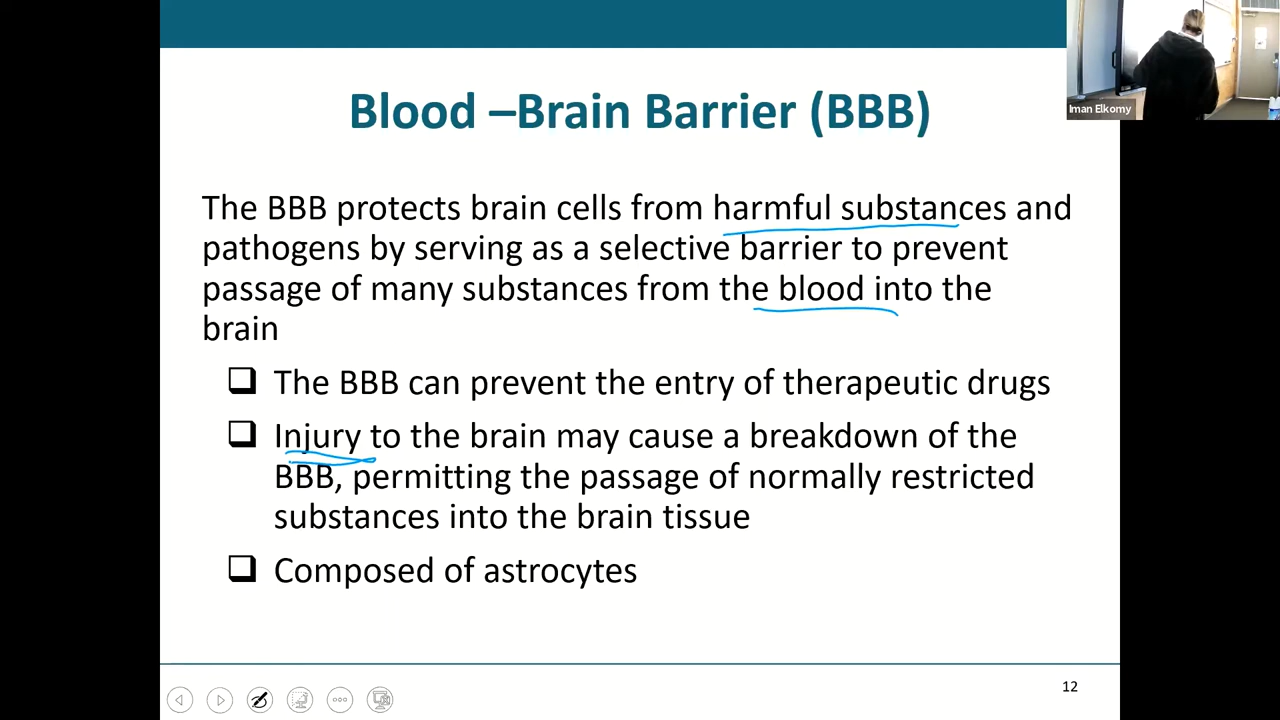 Iman Elkomy
Blood –Brain Barrier (BBB)
The BBB protects brain cells from harmful substances and
pathogens by serving as a selective barrier to prevent
passage of many substances from the blood into the
brain
The BBB can prevent the entry of therapeutic drugs
Injury to the brain may cause a breakdown of the
BBB, permitting the passage of normally restricted
substances into the brain tissue
Composed of astrocytes
12